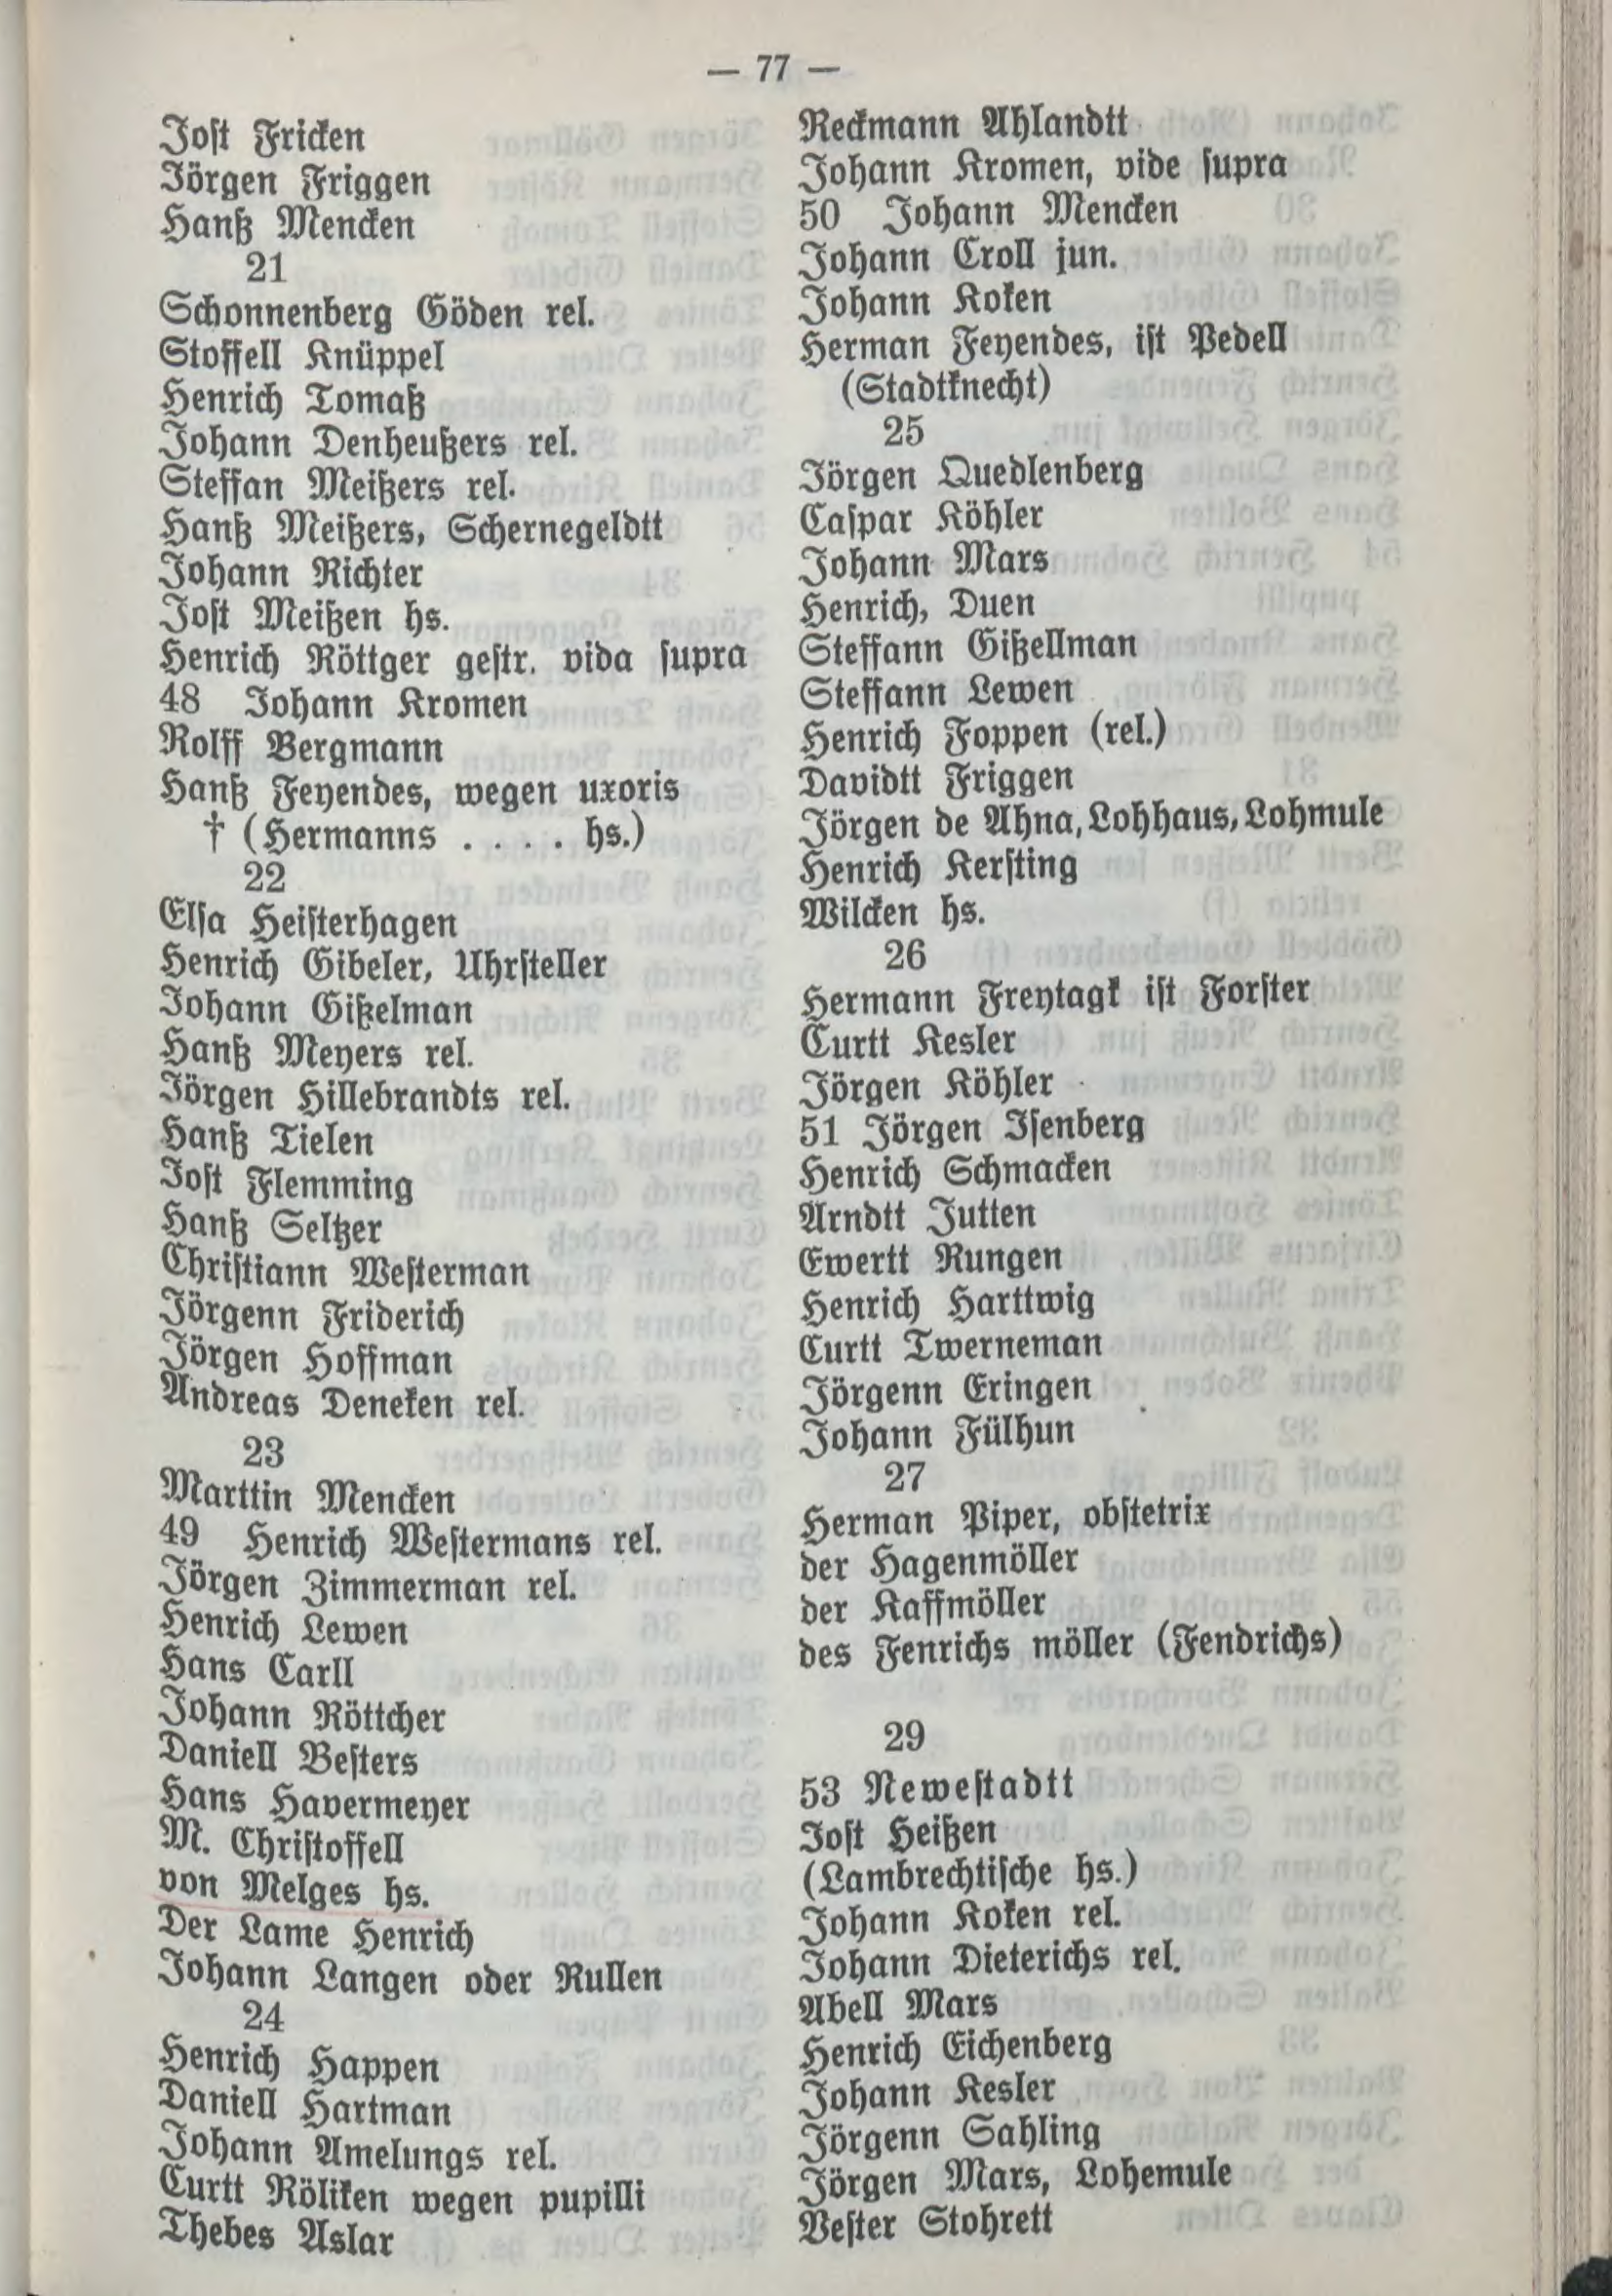 — 77 —
Jost Fricken
Jörgen Friggen
Hanß Mencken
21
Schonnenberg Göden rel.
Stoffell Knüppel
Henrich Tomaß
Johann Denheußers rel.
Steffan Meißers rel.
Hanß Meißers, Schernegeldtt
Johann Richter
Jost Meißen hs.
Henrich Röttger gestr. vida supra
48 Johann Kromen
Rolff Bergmann
Hanß Feyendes, wegen uxoris
† (Hermanns . . . . hs.)
22
Elsa Heisterhagen
Henrich Gibeler, Uhrsteller
Johann Gißelman
Hanß Meyers rel.
Jörgen Hillebrandts rel.
Hanß Tielen
Jost Flemming
Hanß Seltzer
Christiann Westerman
Jörgenn Friderich
Jörgen Hoffman
Andreas Deneken rel.
23
Marttin Mencken
49 Henrich Westermans rel.
Jörgen Zimmerman rel.
Henrich Lewen
Hans Carll
Johann Röttcher
Daniell Besters
Hans Havermeyer
M. Christoffell
von Melges hs.
Der Lame Henrich
Johann Langen oder Rullen
24
Henrich Happen
Daniell Hartman
Johann Amelungs rel.
Curtt Röliken wegen pupilli
Thebes Aslar
Reckmann Ahlandtt
Johann Kromen, vide supra
50 Johann Mencken
Johann Croll jun.
Johann Koken
Herman Feyendes, ist Pedell
(Stadtknecht)
25
Jörgen Quedlenberg
Caspar Köhler
Johann Mars
Henrich, Duen
Steffann Gißellman
Steffann Lewen
Henrich Foppen (rel.)
Davidtt Friggen
Jörgen de Ahna, Lohhaus, Lohmule
Henrich Kersting
Wilcken hs.
26
Hermann Freytagk ist Forster
Curtt Kesler
Jörgen Köhler
51 Jörgen Isenberg
Henrich Schmacken
Arndtt Jutten
Ewertt Rungen
Henrich Harttwig
Curtt Twerneman
Jörgenn Eringen
Johann Fülhun
27
Herman Piper, obstetrix
der Hagenmöller
der Kaffmöller
des Fenrichs möller (Fendrichs)
29
53 Newestadtt
Jost Heißen
(Lambrechtische hs.)
Johann Koken rel.
Johann Dieterichs rel.
Abell Mars
Henrich Eichenberg
Johann Kesler
Jörgenn Sahling
Jörgen Mars, Lohemule
Vester Stohrett